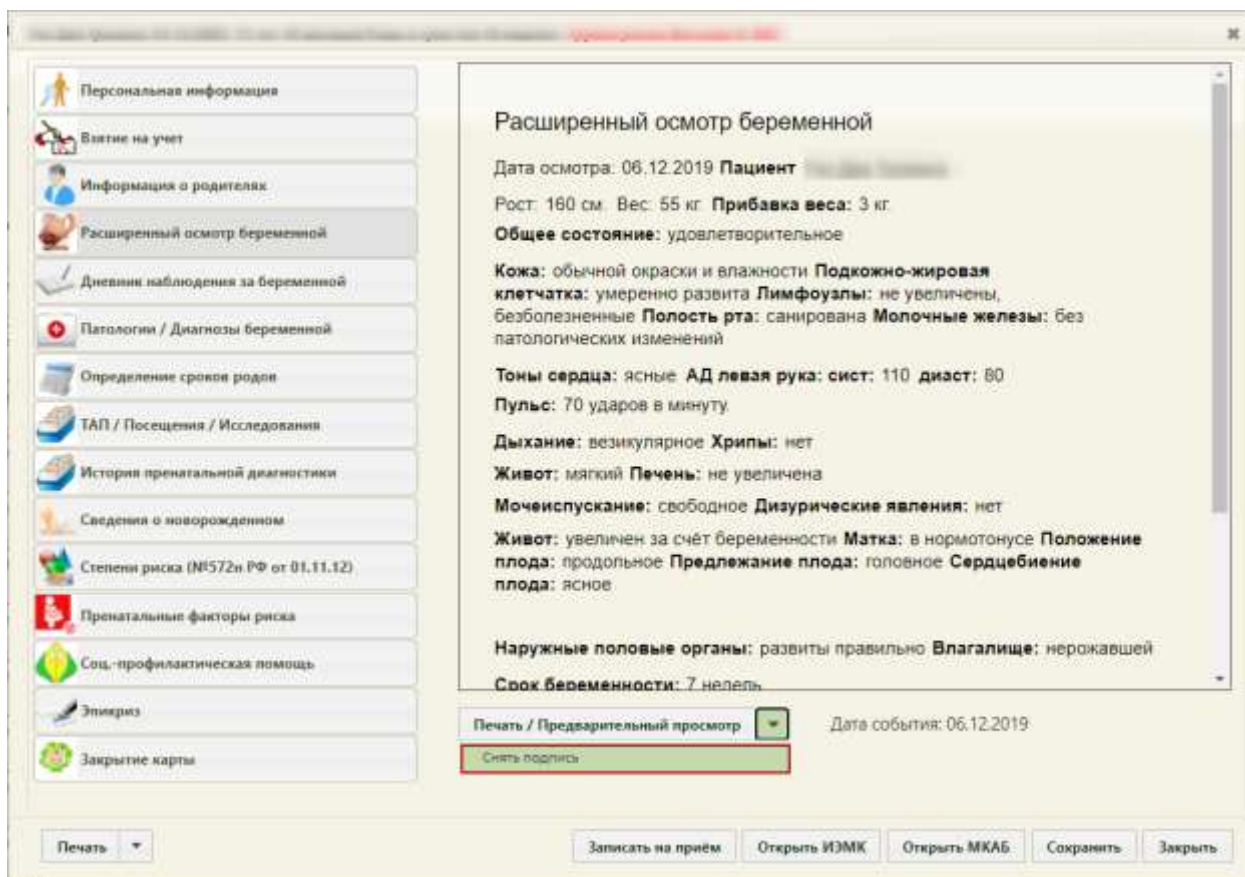 Персональная информация
Взятие на учет
Информация о родителях
Расширенный осмотр беременной
Дневник наблюдения за беременной
Патологии / Диагнозы беременной
Определение сроков родов
ТАП / Посещения / Исследования
История пренатальной диагностики
Сведения о новорожденном
Степени риска (№572н РФ от 01.11.12)
Пренатальные факторы риска
Соц.-профилактическая помощь
Эпикриз
Закрытие карты
Расширенный осмотр беременной
Дата осмотра: 06.12.2019 Пациент
Рост: 160 см. Вес: 55 кг. Прибавка веса: 3 кг.
Общее состояние: удовлетворительное
Кожа: обычной окраски и влажности Подкожно-жировая
клетчатка: умеренно развита Лимфоузлы: не увеличены,
безболезненные Полость рта: санирована Молочные железы: без
патологических изменений
Тоны сердца: ясные АД левая рука: сист: 110 диаст: 80
Пульс: 70 ударов в минуту.
Дыхание: везикулярное Хрипы: нет
Живот: мягкий Печень: не увеличена
Мочеиспускание: свободное Дизурические явления: нет
Живот: увеличен за счёт беременности Матка: в нормотонусе Положение
плода: продольное Предлежание плода: головное Сердцебиение
плода: ясное
Наружные половые органы: развиты правильно Влагалище: нерожавшей
Срок беременности: 7 недель
Печать / Предварительный просмотр
Дата события: 06.12.2019
Снять подпись
Печать
Записать на приём
Открыть ИЭМК
Открыть МКАБ
Сохранить
Закрыть